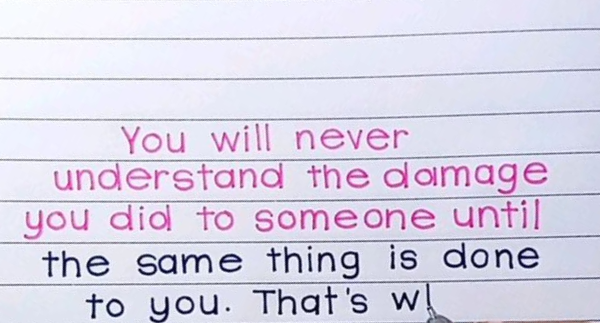 You will never
understand the damage
you did to someone until
the same thing is done
to you. That's w